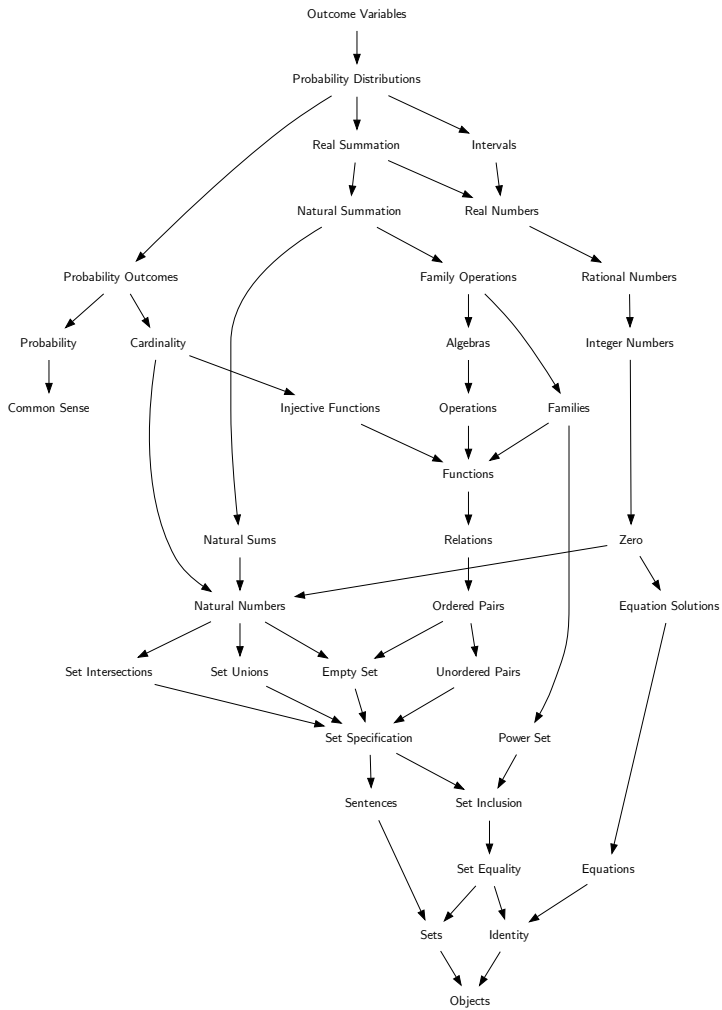 Outcome Variables
Probability Distributions
Real Summation
Intervals
Natural Summation
Real Numbers
Probability Outcomes
Family Operations
Rational Numbers
Probability
Cardinality
Algebras
Integer Numbers
Common Sense
Injective Functions
Operations
Families
Functions
Natural Sums
Relations
Zero
Natural Numbers
Ordered Pairs
Equation Solutions
Set Intersections
Set Unions
Empty Set
Unordered Pairs
Set Specification
Power Set
Sentences
Set Inclusion
Set Equality
Equations
Sets
Identity
Objects